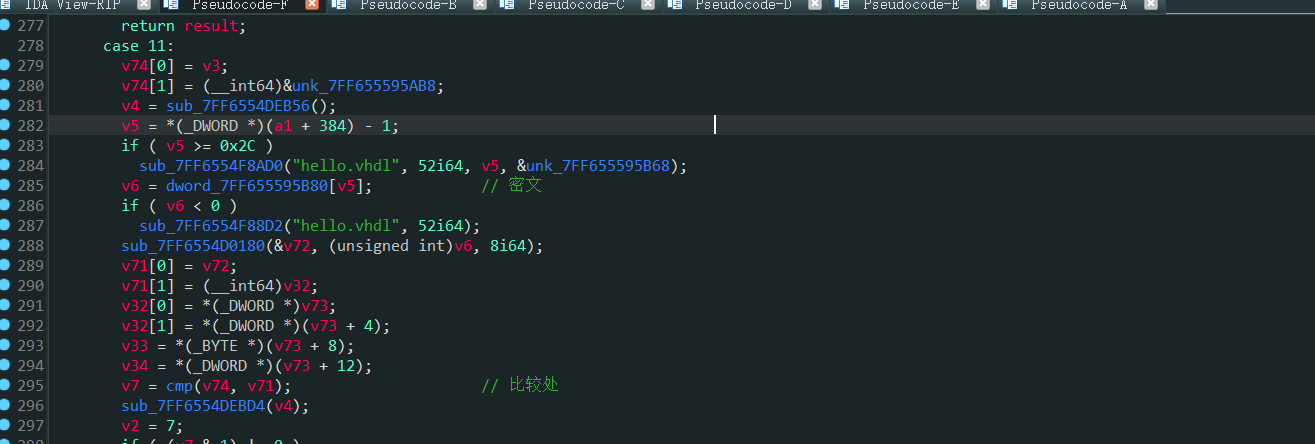 IDA View-RIP Pseudocode-F Pseudocode-B Pseudocode-C Pseudocode-D Pseudocode-E Pseudocode-A
277 return result;
278 case 11:
279 v74[0] = v3;
280 v74[1] = (__int64)&unk_7FF655595AB8;
281 v4 = sub_7FF6554DEB56();
282 v5 = *(_DWORD *)(a1 + 384) - 1;
283 if ( v5 >= 0x2C )
284 sub_7FF6554F8AD0("hello.vhdl", 52i64, v5, &unk_7FF655595B68);
285 v6 = dword_7FF655595B80[v5]; // 密文
286 if ( v6 < 0 )
287 sub_7FF6554F88D2("hello.vhdl", 52i64);
288 sub_7FF6554D0180(&v72, (unsigned int)v6, 8i64);
289 v71[0] = v72;
290 v71[1] = (__int64)v32;
291 v32[0] = *(_DWORD *)v73;
292 v32[1] = *(_DWORD *)(v73 + 4);
293 v33 = *(_BYTE *)(v73 + 8);
294 v34 = *(_DWORD *)(v73 + 12);
295 v7 = cmp(v74, v71); // 比较处
296 sub_7FF6554DEBD4(v4);
297 v2 = 7;